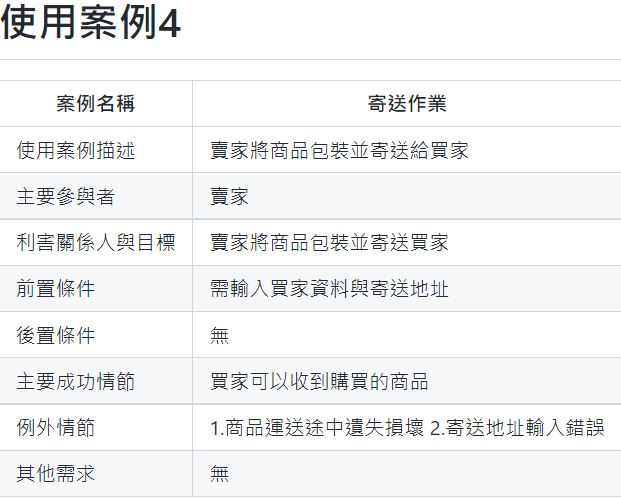 使用案例4
案例名稱 寄送作業
使用案例描述 賣家將商品包裝並寄送給買家
主要參與者 賣家
利害關係人與目標 賣家將商品包裝並寄送買家
前置條件 需輸入買家資料與寄送地址
後置條件 無
主要成功情節 買家可以收到購買的商品
例外情節 1.商品運送途中遺失損壞 2.寄送地址輸入錯誤
其他需求 無